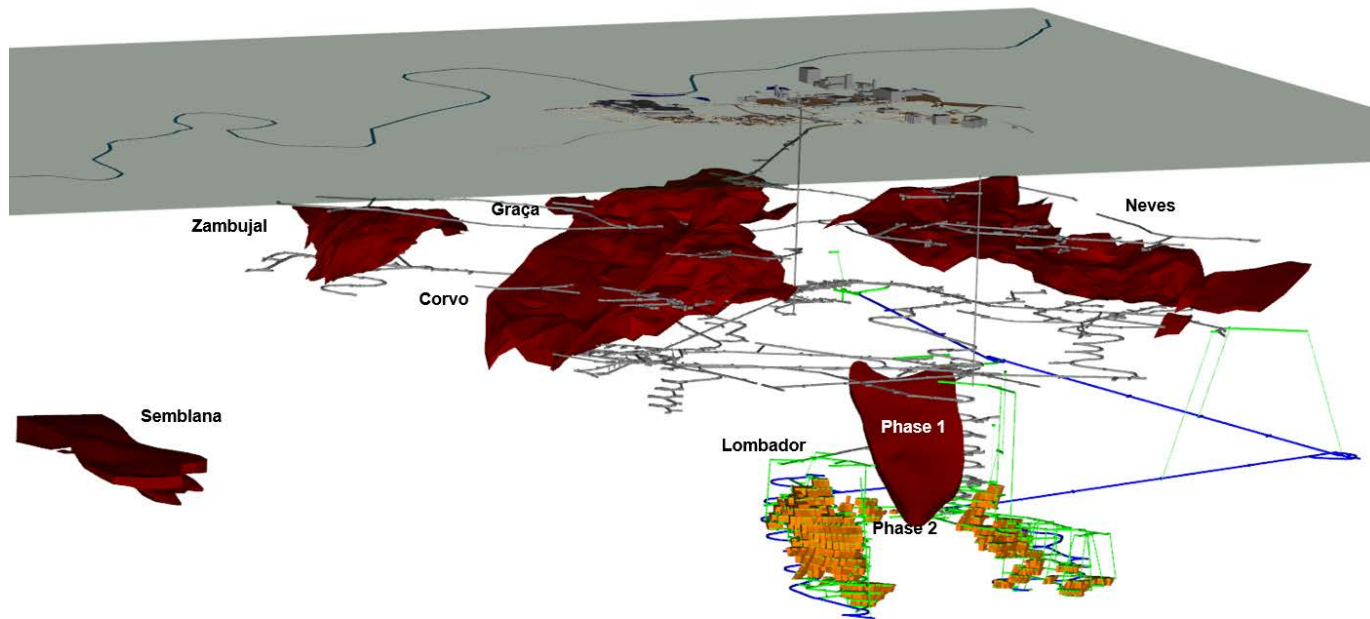 Graça
Neves
Zambujal
Corvo
Semblana
Phase 1
Lombador
Phase 2